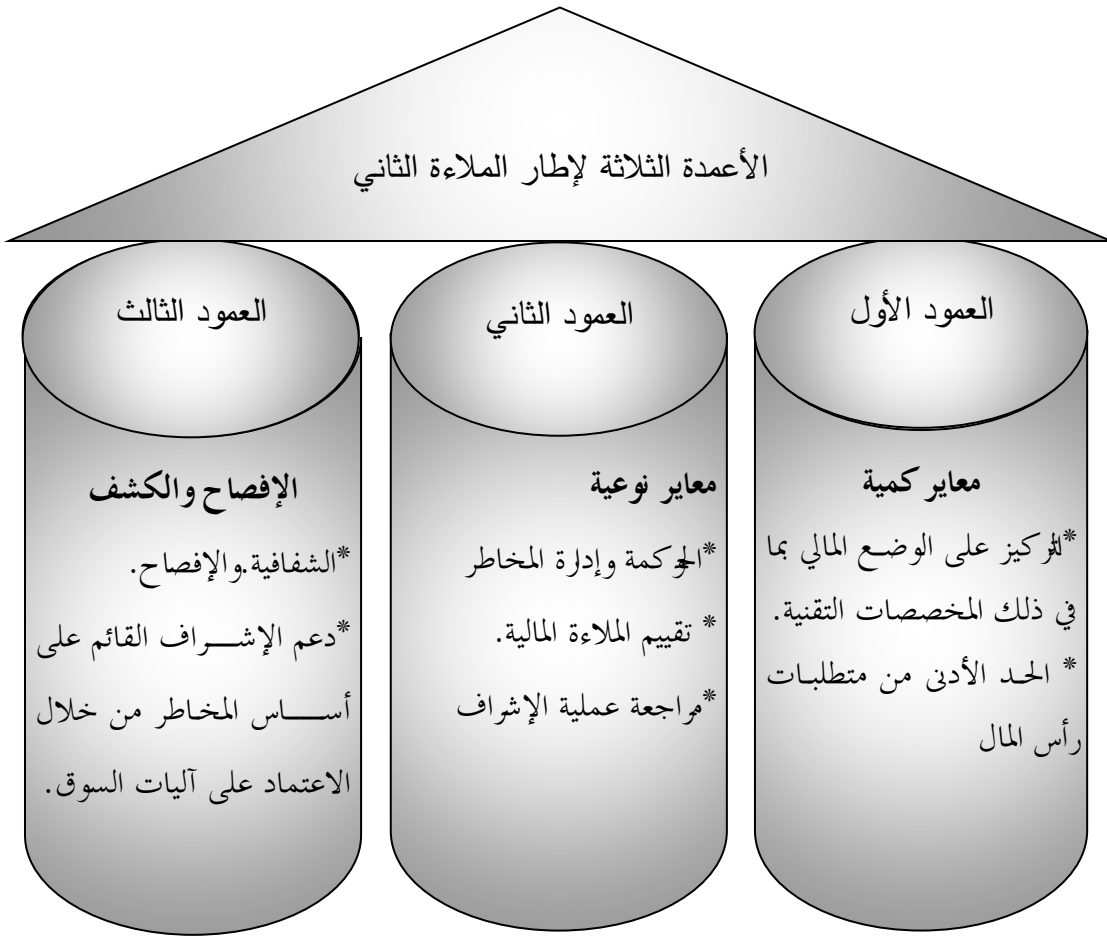 الأعمدة الثلاثة لإطار الملاءة الثاني
العمود الأول
معاير كمية
*التركيز على الوضع المالي بما
في ذلك المخصصات التقنية.
* الحد الأدنى من متطلبات
رأس المال
العمود الثاني
معاير نوعية
*الحوكمة وإدارة المخاطر
* تقييم الملاءة المالية.
*مراجعة عملية الإشراف
العمود الثالث
الإفصاح والكشف
*الشفافية.والإفصاح.
*دعم الإشراف القائم على
أساس المخاطر من خلال
الاعتماد على آليات السوق.